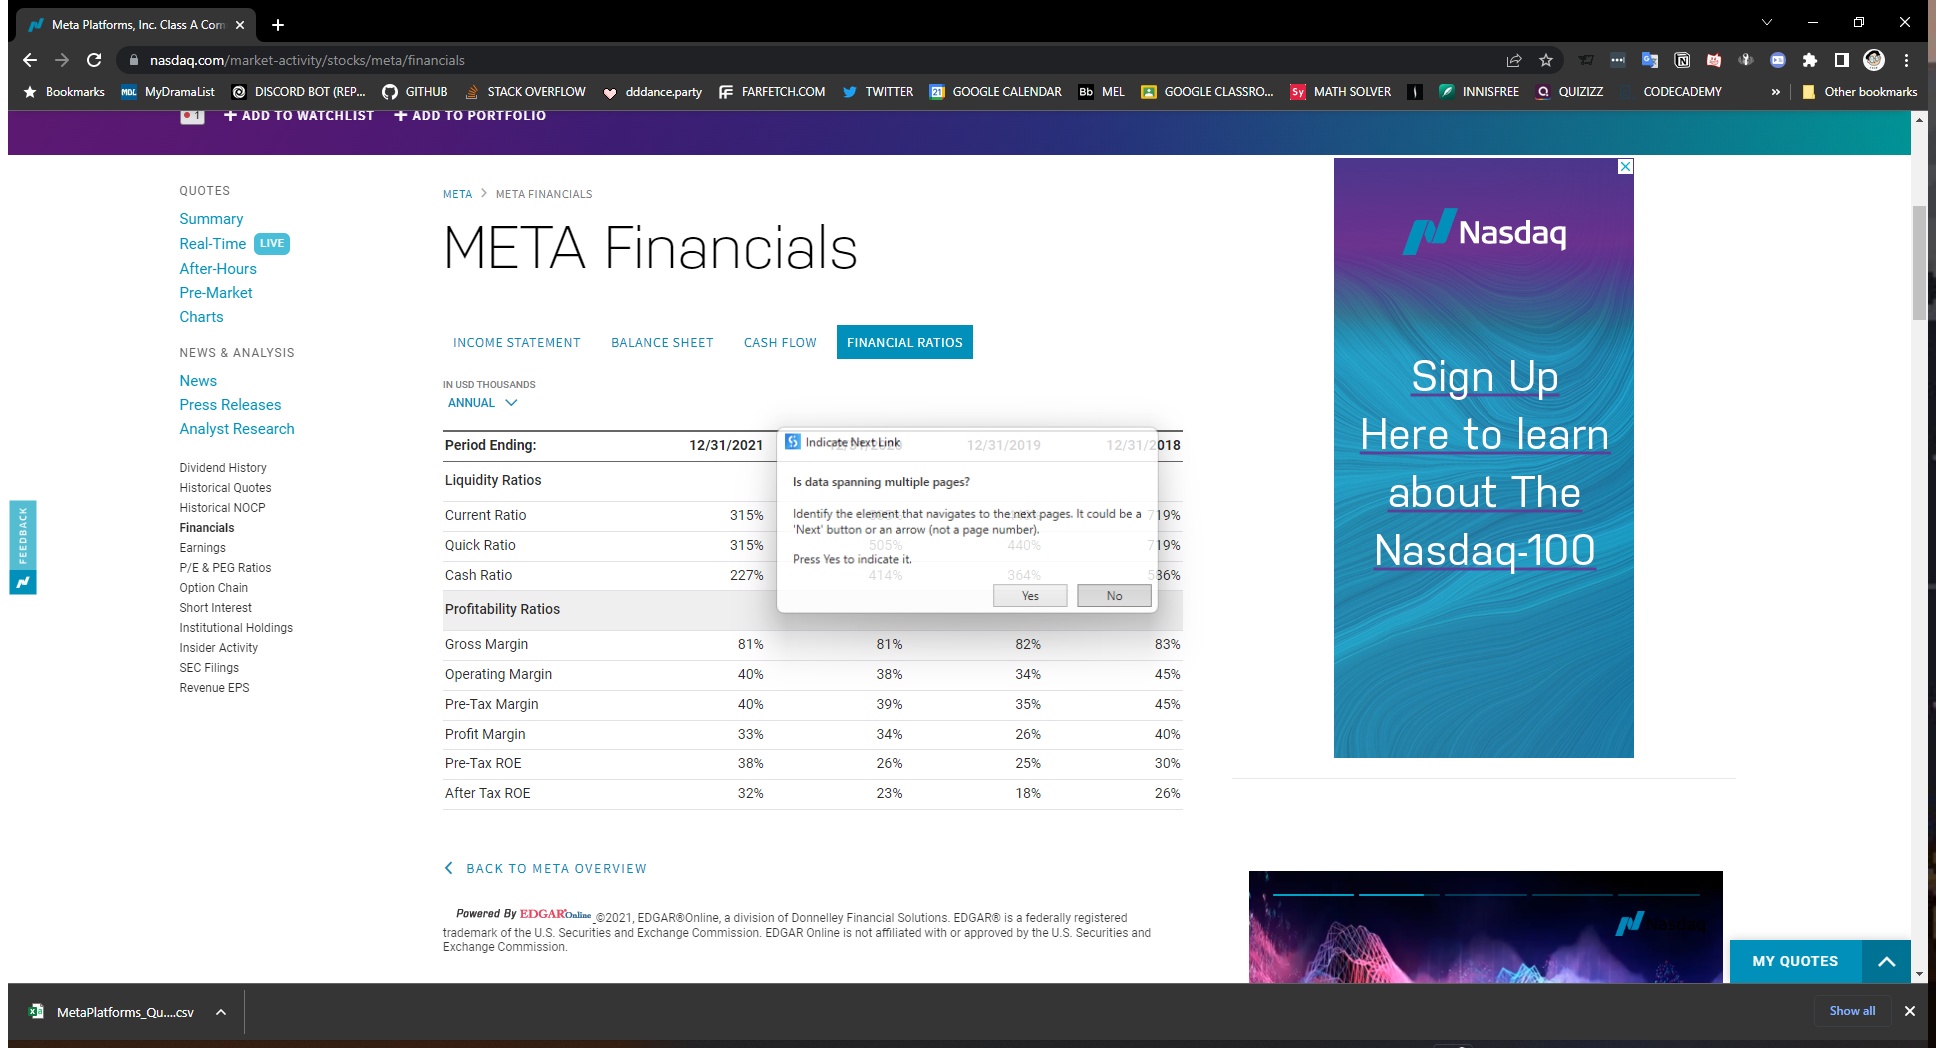 Meta Platforms, Inc. Class A Com
nasdaq.com/market-activity/stocks/meta/financials
Bookmarks MDL MyDramaList DISCORD BOT (REP... GITHUB STACK OVERFLOW dddance.party FARFETCH.COM TWITTER 21 GOOGLE CALENDAR Bb MEL GOOGLE CLASSRO... Sy MATH SOLVER INNISFREE QUIZIZZ CODECADEMY » Other bookmarks
1 + ADD TO WATCHLIST + ADD TO PORTFOLIO
QUOTES
Summary
Real-Time LIVE
After-Hours
Pre-Market
Charts
NEWS & ANALYSIS
News
Press Releases
Analyst Research
Dividend History
Historical Quotes
Historical NOCP
Financials
Earnings
P/E & PEG Ratios
Option Chain
Short Interest
Institutional Holdings
Insider Activity
SEC Filings
Revenue EPS
FEEDBACK
META > META FINANCIALS
META Financials
INCOME STATEMENT BALANCE SHEET CASH FLOW FINANCIAL RATIOS
IN USD THOUSANDS
ANNUAL
Period Ending: 12/31/2021 12/31/2019 12/31/2018
Liquidity Ratios
Current Ratio 315% 719%
Quick Ratio 315% 505% 440% 719%
Cash Ratio 227% 414% 364% 586%
Profitability Ratios
Gross Margin 81% 81% 82% 83%
Operating Margin 40% 38% 34% 45%
Pre-Tax Margin 40% 39% 35% 45%
Profit Margin 33% 34% 26% 40%
Pre-Tax ROE 38% 26% 25% 30%
After Tax ROE 32% 23% 18% 26%
Indicate Next Link
Is data spanning multiple pages?
Identify the element that navigates to the next pages. It could be a
'Next' button or an arrow (not a page number).
Press Yes to indicate it.
Yes No
BACK TO META OVERVIEW
Powered By EDGAR Online ©2021, EDGAR®Online, a division of Donnelley Financial Solutions. EDGAR® is a federally registered
trademark of the U.S. Securities and Exchange Commission. EDGAR Online is not affiliated with or approved by the U.S. Securities and
Exchange Commission.
Nasdaq
Sign Up
Here to learn
about The
Nasdaq-100
Nasdaq
MY QUOTES
MetaPlatforms_Qu....csv
Show all